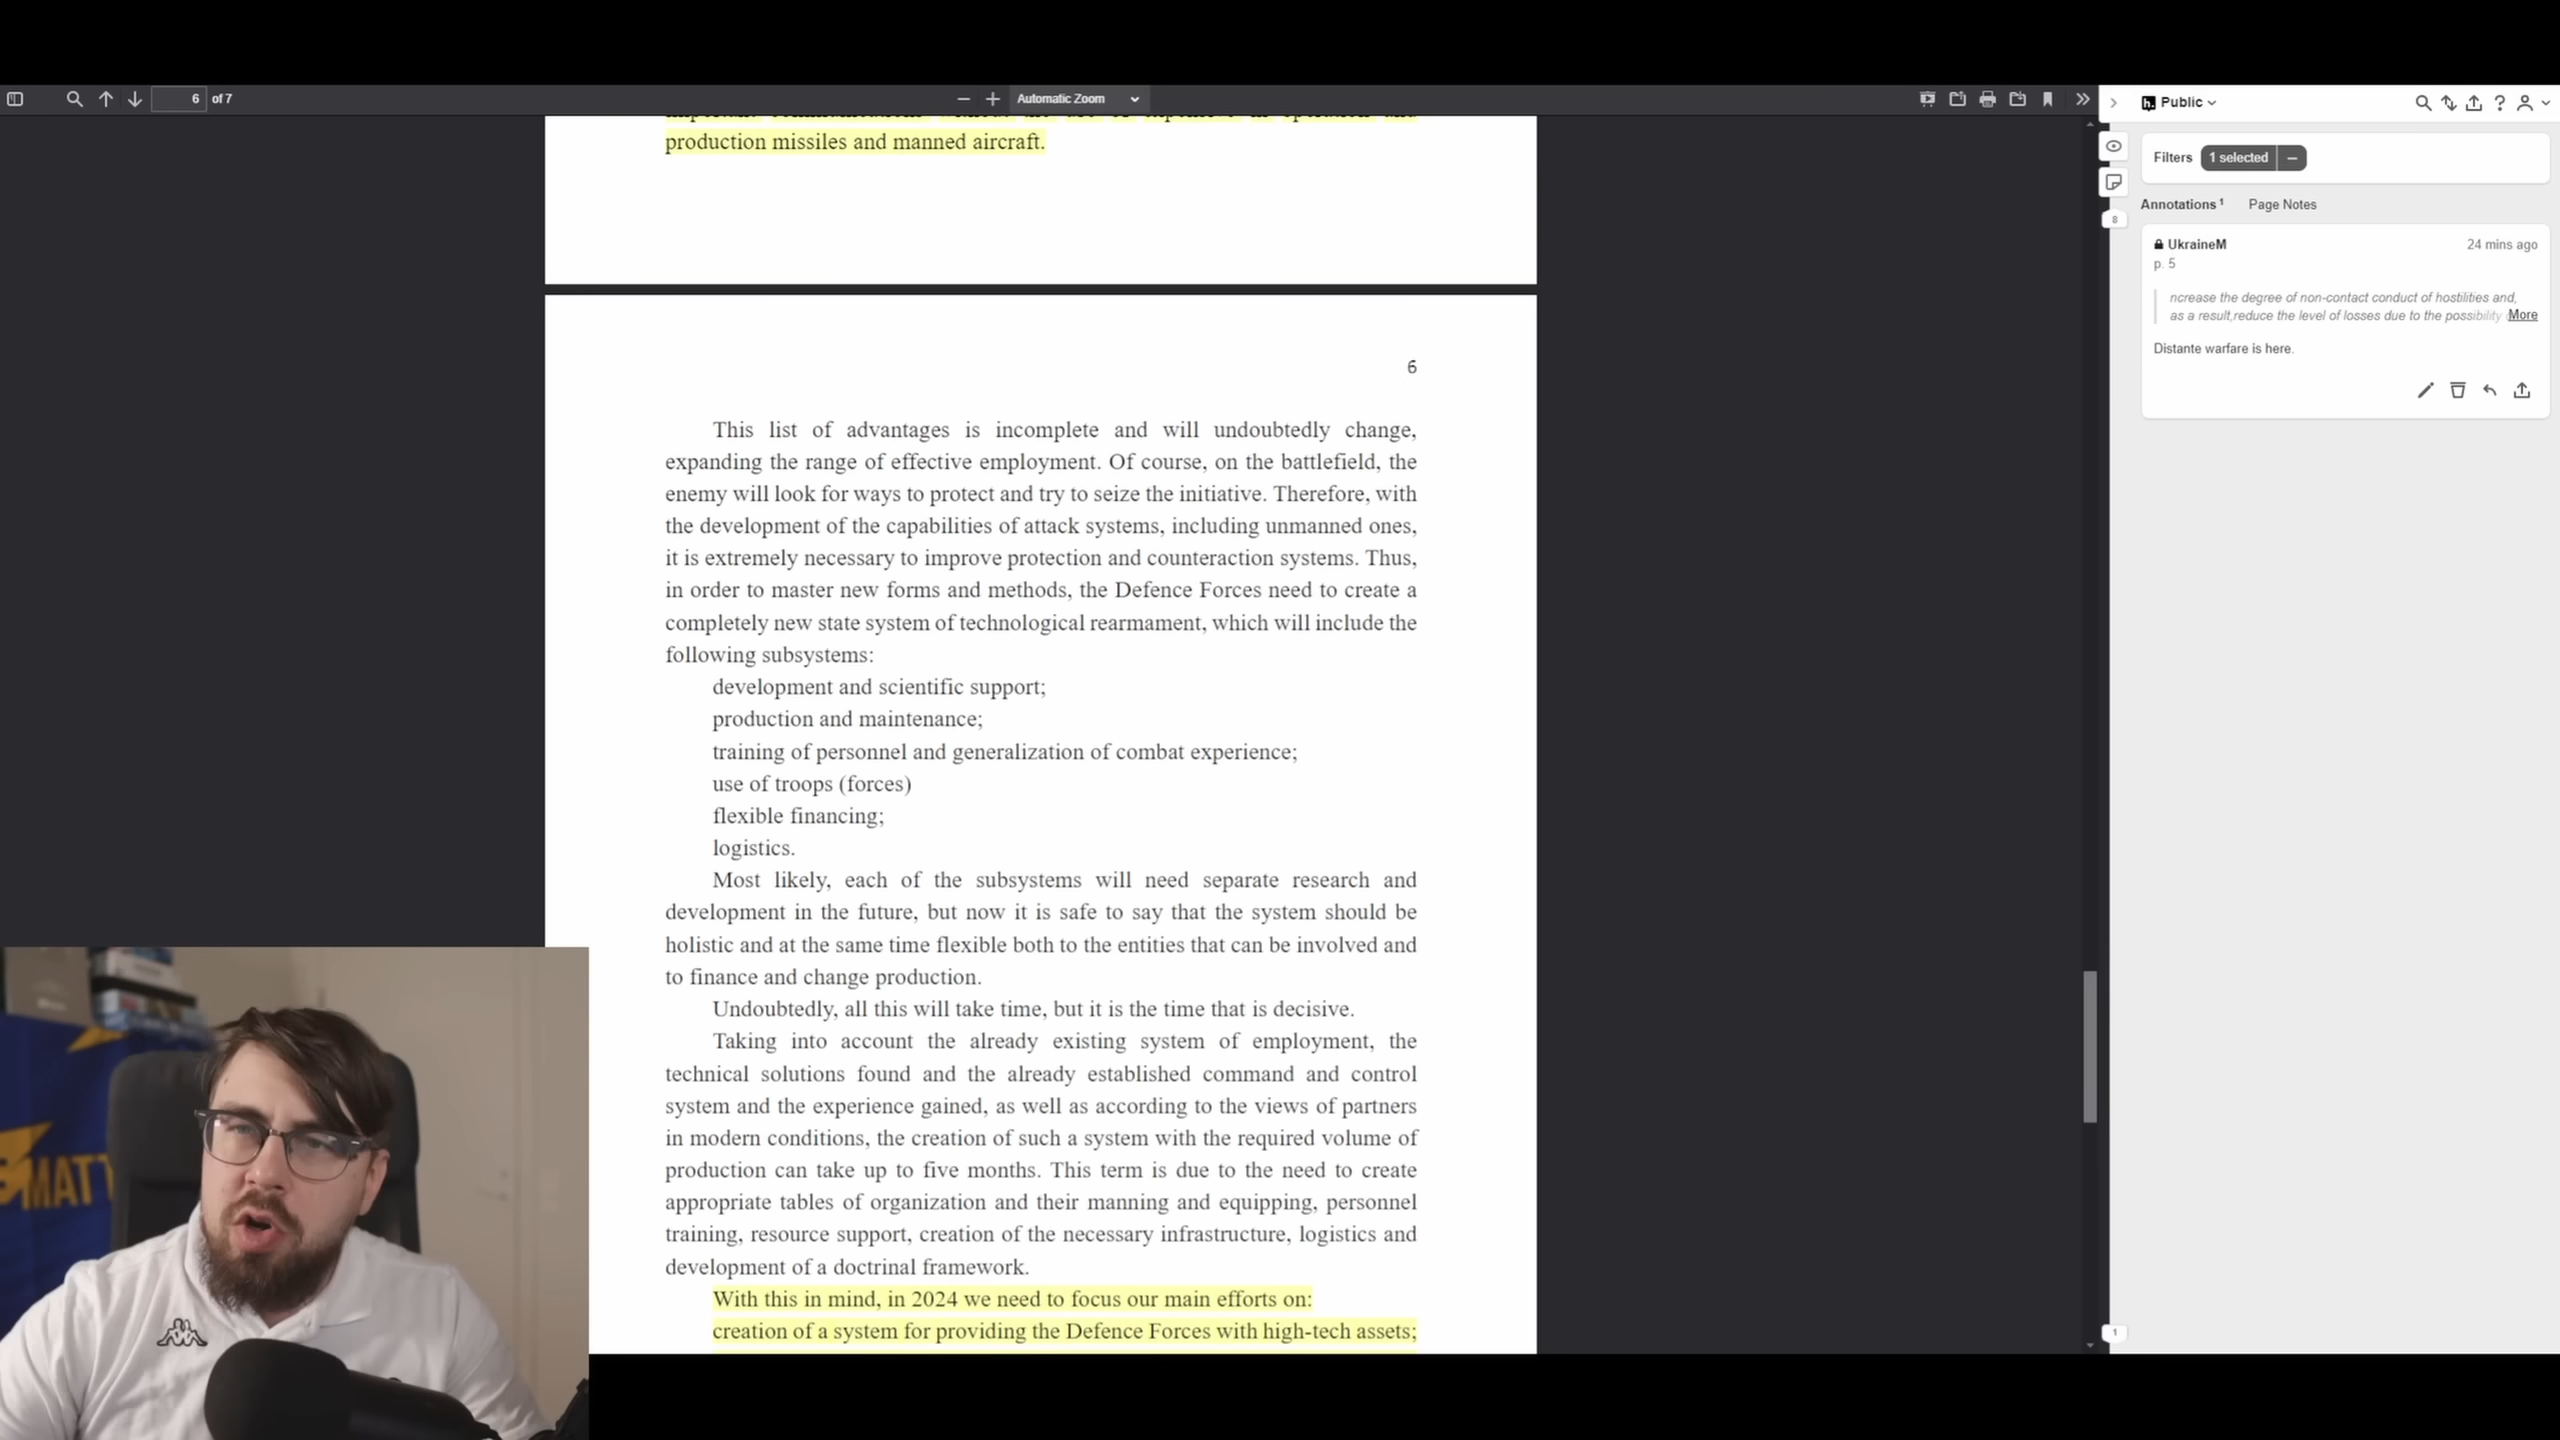 6 of 7
Automatic Zoom
production missiles and manned aircraft.
6
This list of advantages is incomplete and will undoubtedly change,
expanding the range of effective employment. Of course, on the battlefield, the
enemy will look for ways to protect and try to seize the initiative. Therefore, with
the development of the capabilities of attack systems, including unmanned ones,
it is extremely necessary to improve protection and counteraction systems. Thus,
in order to master new forms and methods, the Defence Forces need to create a
completely new state system of technological rearmament, which will include the
following subsystems:
development and scientific support;
production and maintenance;
training of personnel and generalization of combat experience;
use of troops (forces)
flexible financing;
logistics.
Most likely, each of the subsystems will need separate research and
development in the future, but now it is safe to say that the system should be
holistic and at the same time flexible both to the entities that can be involved and
to finance and change production.
Undoubtedly, all this will take time, but it is the time that is decisive.
Taking into account the already existing system of employment, the
technical solutions found and the already established command and control
system and the experience gained, as well as according to the views of partners
in modern conditions, the creation of such a system with the required volume of
production can take up to five months. This term is due to the need to create
appropriate tables of organization and their manning and equipping, personnel
training, resource support, creation of the necessary infrastructure, logistics and
development of a doctrinal framework.
With this in mind, in 2024 we need to focus our main efforts on:
creation of a system for providing the Defence Forces with high-tech assets;
Public
Filters 1 selected
Annotations 1 Page Notes
8
UkraineM 24 mins ago
p. 5
ncrease the degree of non-contact conduct of hostilities and,
as a result,reduce the level of losses due to the possibility More
Distante warfare is here.
1
MATT